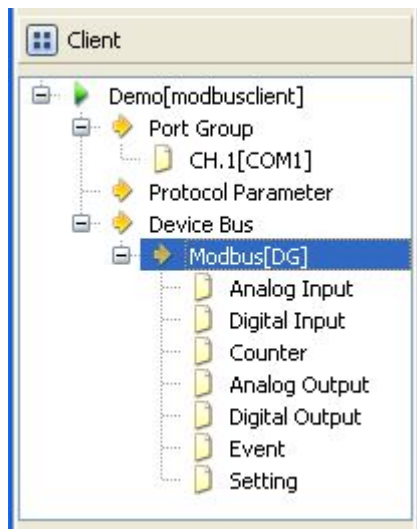 Client
Demo[modbusclient]
Port Group
CH.1[COM1]
Protocol Parameter
Device Bus
Modbus[DG]
Analog Input
Digital Input
Counter
Analog Output
Digital Output
Event
Setting